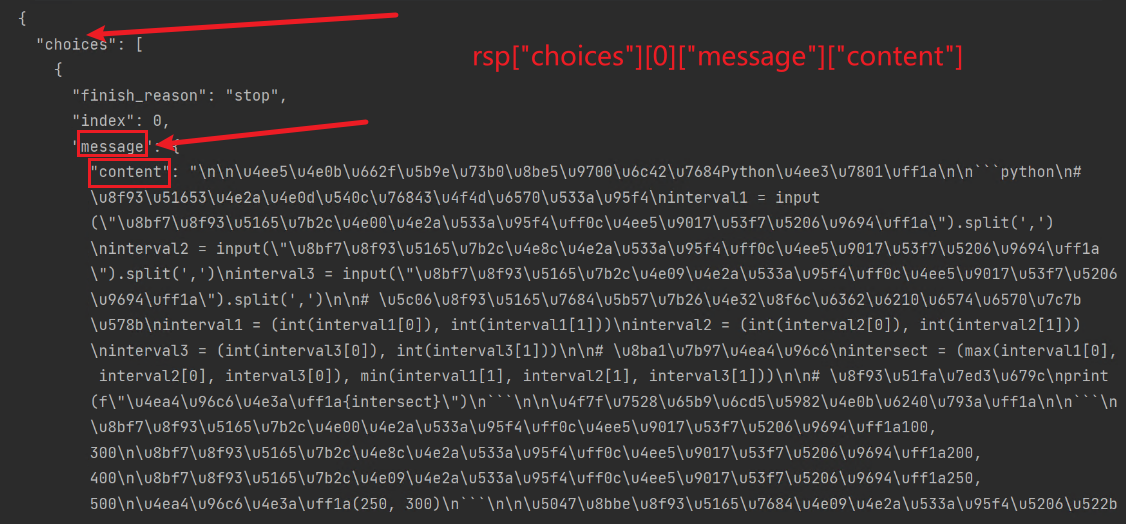 {
"choices": [
rsp["choices"][0]["message"]["content"]
{
"finish_reason": "stop",
"index": 0,
"message": {
"content": "\n\n\u4ee5\u4e0b\u662f\u5b9e\u73b0\u8be5\u9700\u6c42\u7684Python\u4ee3\u7801\uff1a\n\n```python\n#
\u8f93\u51653\u4e2a\u4e0d\u540c\u76843\u4f4d\u6570\u533a\u95f4\ninterval1 = input
(\"\u8bf7\u8f93\u5165\u7b2c\u4e00\u4e2a\u533a\u95f4\uff0c\u4ee5\u9017\u53f7\u5206\u9694\uff1a\").split(',')
\ninterval2 = input(\"\u8bf7\u8f93\u5165\u7b2c\u4e8c\u4e2a\u533a\u95f4\uff0c\u4ee5\u9017\u53f7\u5206\u9694\uff1a
\").split(',')\ninterval3 = input(\"\u8bf7\u8f93\u5165\u7b2c\u4e09\u4e2a\u533a\u95f4\uff0c\u4ee5\u9017\u53f7\u5206
\u9694\uff1a\").split(',')\n\n# \u5c06\u8f93\u5165\u7684\u5b57\u7b26\u4e32\u8f6c\u6362\u6210\u6574\u6570\u7c7b
\u578b\ninterval1 = (int(interval1[0]), int(interval1[1]))\ninterval2 = (int(interval2[0]), int(interval2[1]))
\ninterval3 = (int(interval3[0]), int(interval3[1]))\n\n# \u8ba1\u7b97\u4ea4\u96c6\nintersect = (max(interval1[0],
interval2[0], interval3[0]), min(interval1[1], interval2[1], interval3[1]))\n\n# \u8f93\u51fa\u7ed3\u679c\nprint
(f\"\u4ea4\u96c6\u4e3a\uff1a{intersect}\")\n```\n\n\u4f7f\u7528\u65b9\u6cd5\u5982\u4e0b\u6240\u793a\uff1a\n\n```\n
\u8bf7\u8f93\u5165\u7b2c\u4e00\u4e2a\u533a\u95f4\uff0c\u4ee5\u9017\u53f7\u5206\u9694\uff1a100,
300\n\u8bf7\u8f93\u5165\u7b2c\u4e8c\u4e2a\u533a\u95f4\uff0c\u4ee5\u9017\u53f7\u5206\u9694\uff1a200,
400\n\u8bf7\u8f93\u5165\u7b2c\u4e09\u4e2a\u533a\u95f4\uff0c\u4ee5\u9017\u53f7\u5206\u9694\uff1a250,
500\n\u4ea4\u96c6\u4e3a\uff1a(250, 300)\n```\n\n\u5047\u8bbe\u8f93\u5165\u7684\u4e09\u4e2a\u533a\u95f4\u5206\u522b